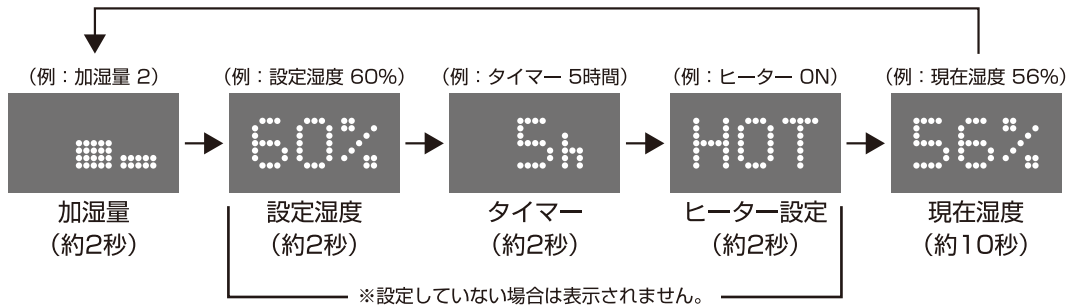 （例：加湿量 2）
（例：設定湿度 60%）
（例：タイマー 5時間）
（例：ヒーター ON）
（例：現在湿度 56%）
60%
5h
HOT
56%
加湿量
（約2秒）
設定湿度
（約2秒）
タイマー
（約2秒）
ヒーター設定
（約2秒）
現在湿度
（約10秒）
※設定していない場合は表示されません。